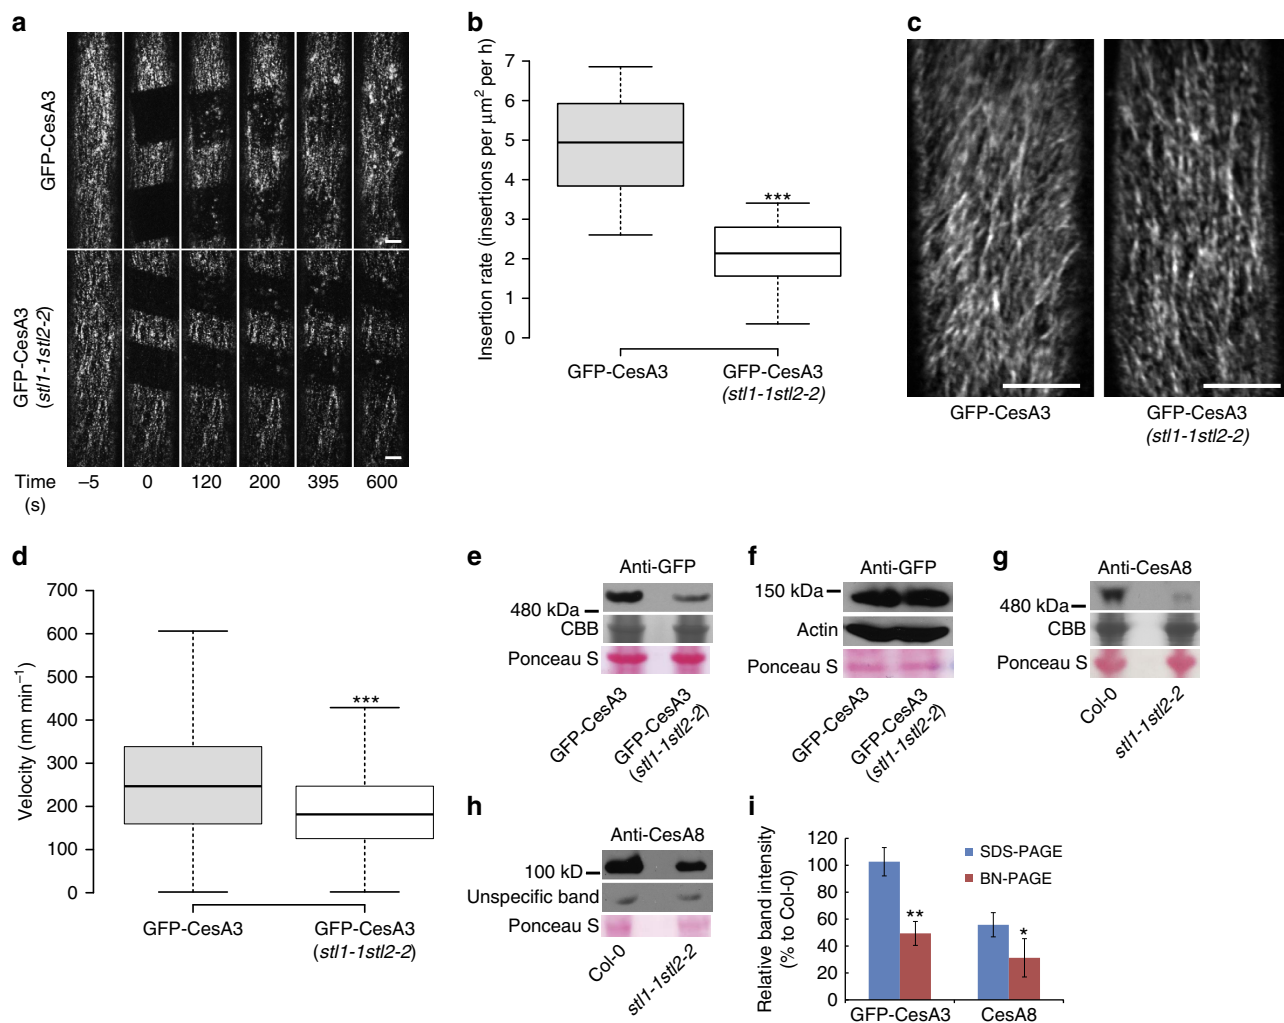 a
GFP-CesA3
GFP-CesA3
(stl1-1stl2-2)
Time
(s)
–5 0 120 200 395 600
b
Insertion rate (insertions per μm² per h)
7
6
5
4
3
2
1
0
***
GFP-CesA3
GFP-CesA3
(stl1-1stl2-2)
c
GFP-CesA3
GFP-CesA3
(stl1-1stl2-2)
d
Velocity (nm min⁻¹)
700
600
500
400
300
200
100
0
***
GFP-CesA3
GFP-CesA3
(stl1-1stl2-2)
e
Anti-GFP
480 kDa
CBB
Ponceau S
GFP-CesA3
GFP-CesA3
(stl1-1stl2-2)
f
Anti-GFP
150 kDa
Actin
Ponceau S
GFP-CesA3
GFP-CesA3
(stl1-1stl2-2)
g
Anti-CesA8
480 kDa
CBB
Ponceau S
Col-0
stl1-1stl2-2
h
Anti-CesA8
100 kD
Unspecific band
Ponceau S
Col-0
stl1-1stl2-2
i
Relative band intensity
(% to Col-0)
120
100
80
60
40
20
0
SDS-PAGE
BN-PAGE
**
*
GFP-CesA3
CesA8